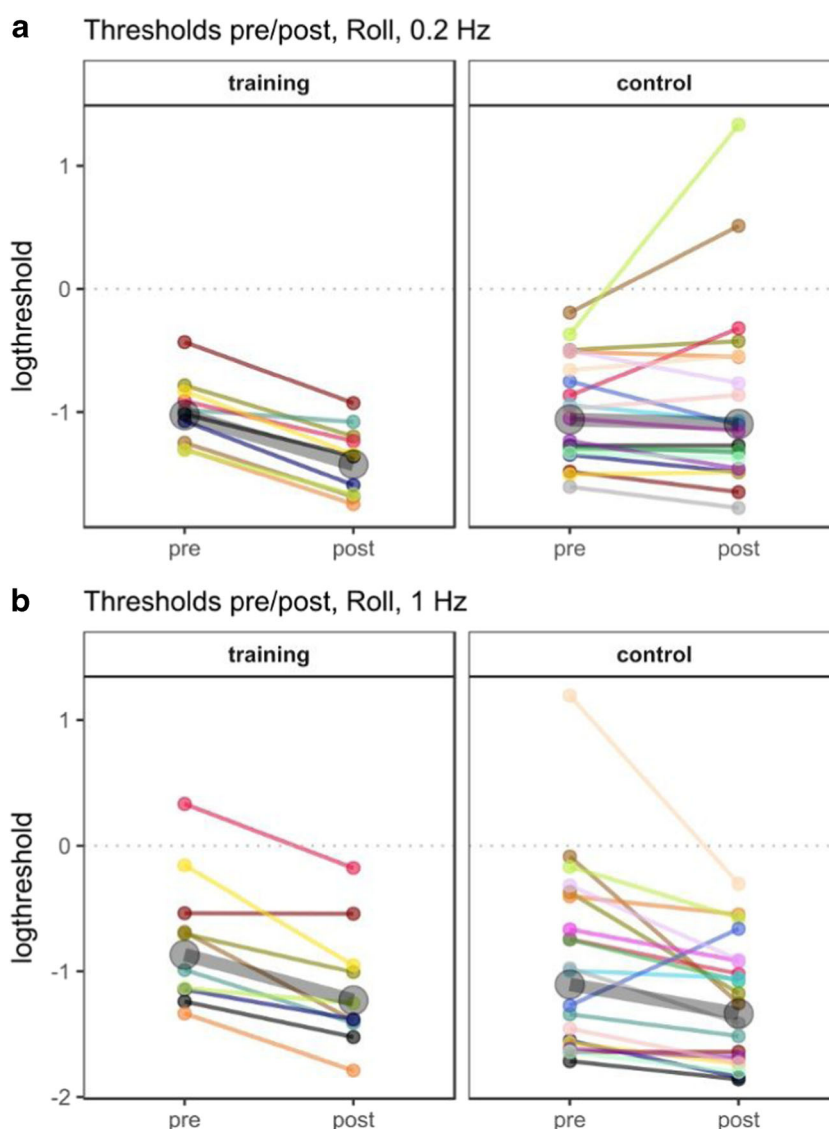 a Thresholds pre/post, Roll, 0.2 Hz
training control
logthreshold
1
0
-1
pre post pre post
b Thresholds pre/post, Roll, 1 Hz
training control
logthreshold
1
0
-1
-2
pre post pre post